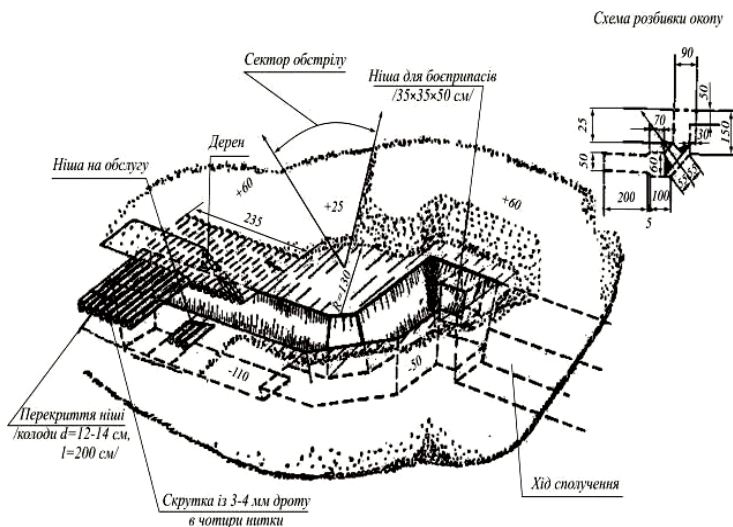 Схема розбивки окопу
90
50
Сектор обстрілу
Ніша для боєприпасів
/35×35×50 см/
25
70
30
150
Дерен
Ніша на обслугу
50
60
+60
+25
+60
235
200
100
5
R=130
-110
-50
Перекриття ніші
/колоди d=12-14 см,
l=200 см/
Хід сполучення
Скрутка із 3-4 мм дроту
в чотири нитки